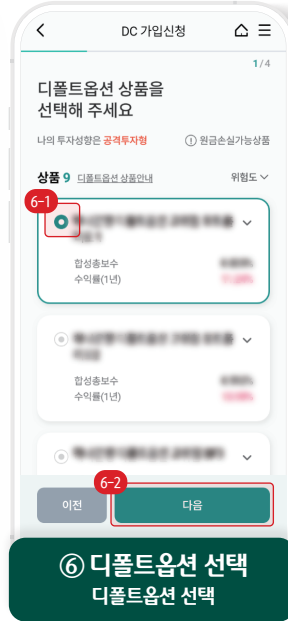 DC 가입신청
1/4
디폴트옵션 상품을
선택해 주세요
나의 투자성향은 공격투자형
원금손실가능상품
상품 9 디폴트옵션 상품안내
위험도
6-1
합성총보수
수익률(1년)
합성총보수
수익률(1년)
6-2
이전
다음
⑥ 디폴트옵션 선택
디폴트옵션 선택